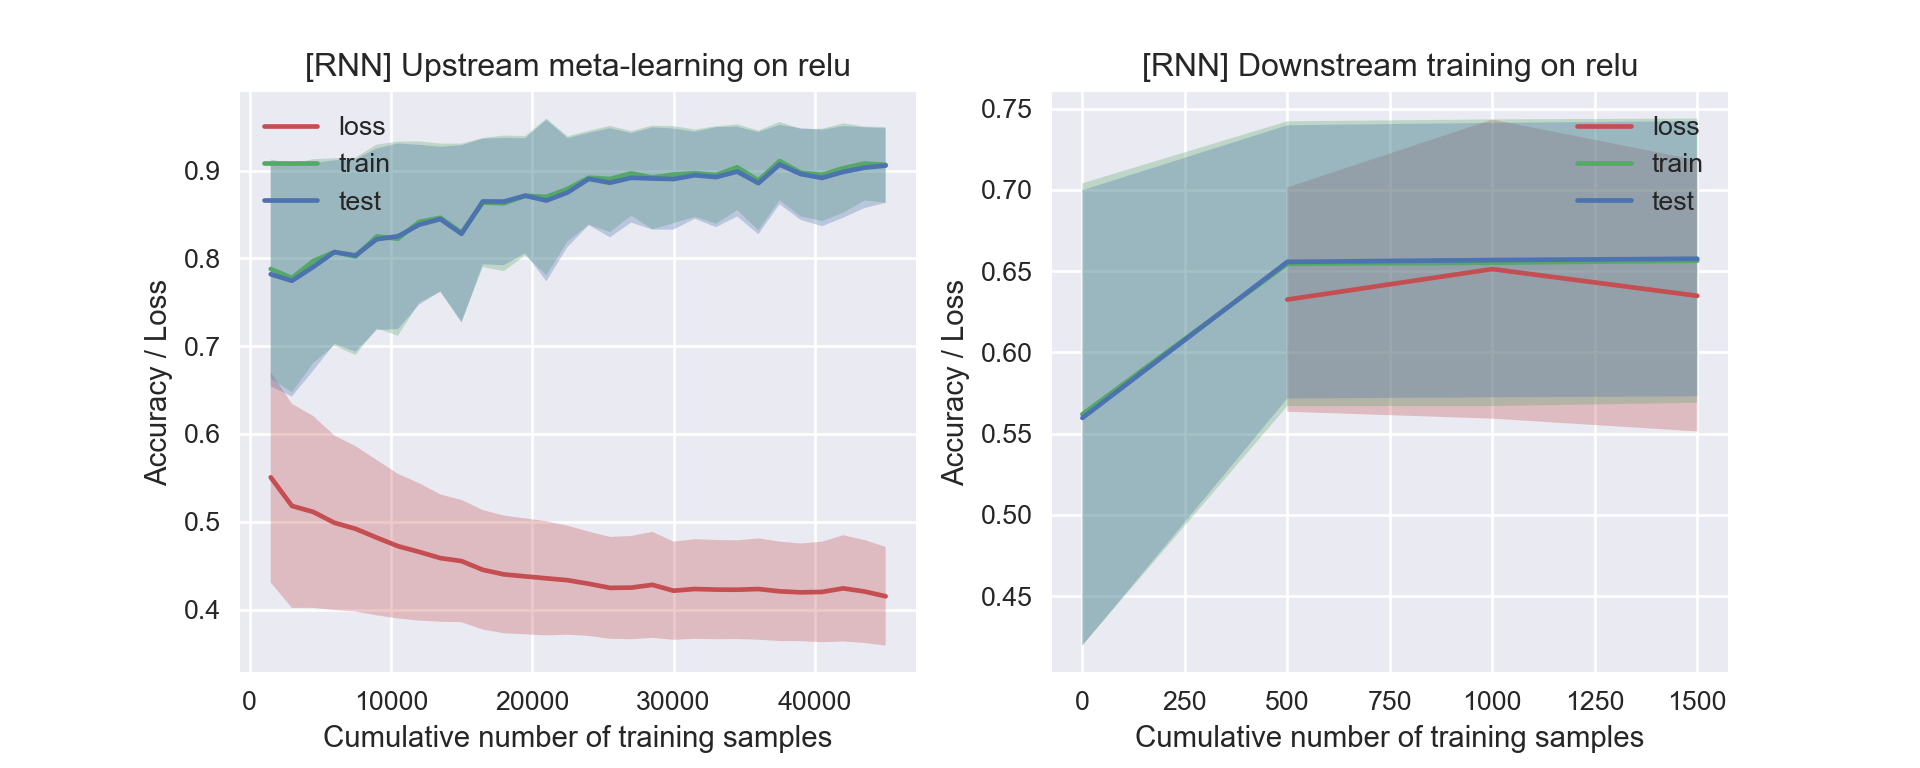 [RNN] Upstream meta-learning on relu
loss
train
test
0.9
0.8
0.7
0.6
0.5
0.4
Accuracy / Loss
0
10000
20000
30000
40000
Cumulative number of training samples
[RNN] Downstream training on relu
loss
train
test
0.75
0.70
0.65
0.60
0.55
0.50
0.45
Accuracy / Loss
0
250
500
750
1000
1250
1500
Cumulative number of training samples